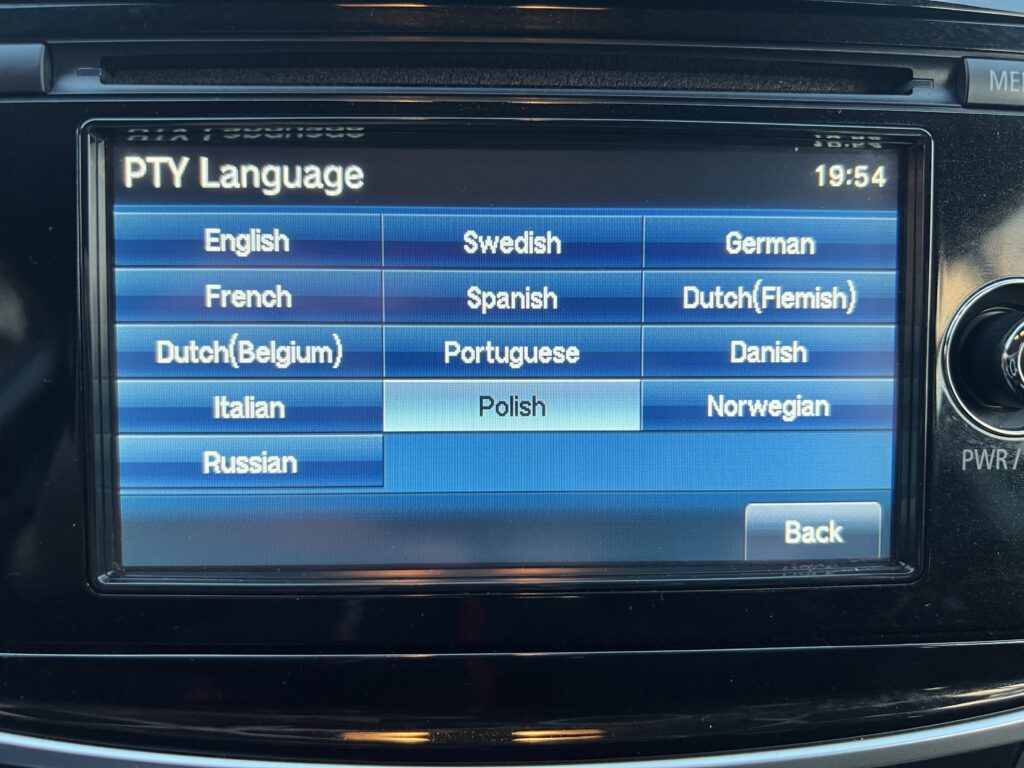 PTY Language
19:54
English
Swedish
German
French
Spanish
Dutch(Flemish)
Dutch(Belgium)
Portuguese
Danish
Italian
Polish
Norwegian
Russian
Back
PWR/